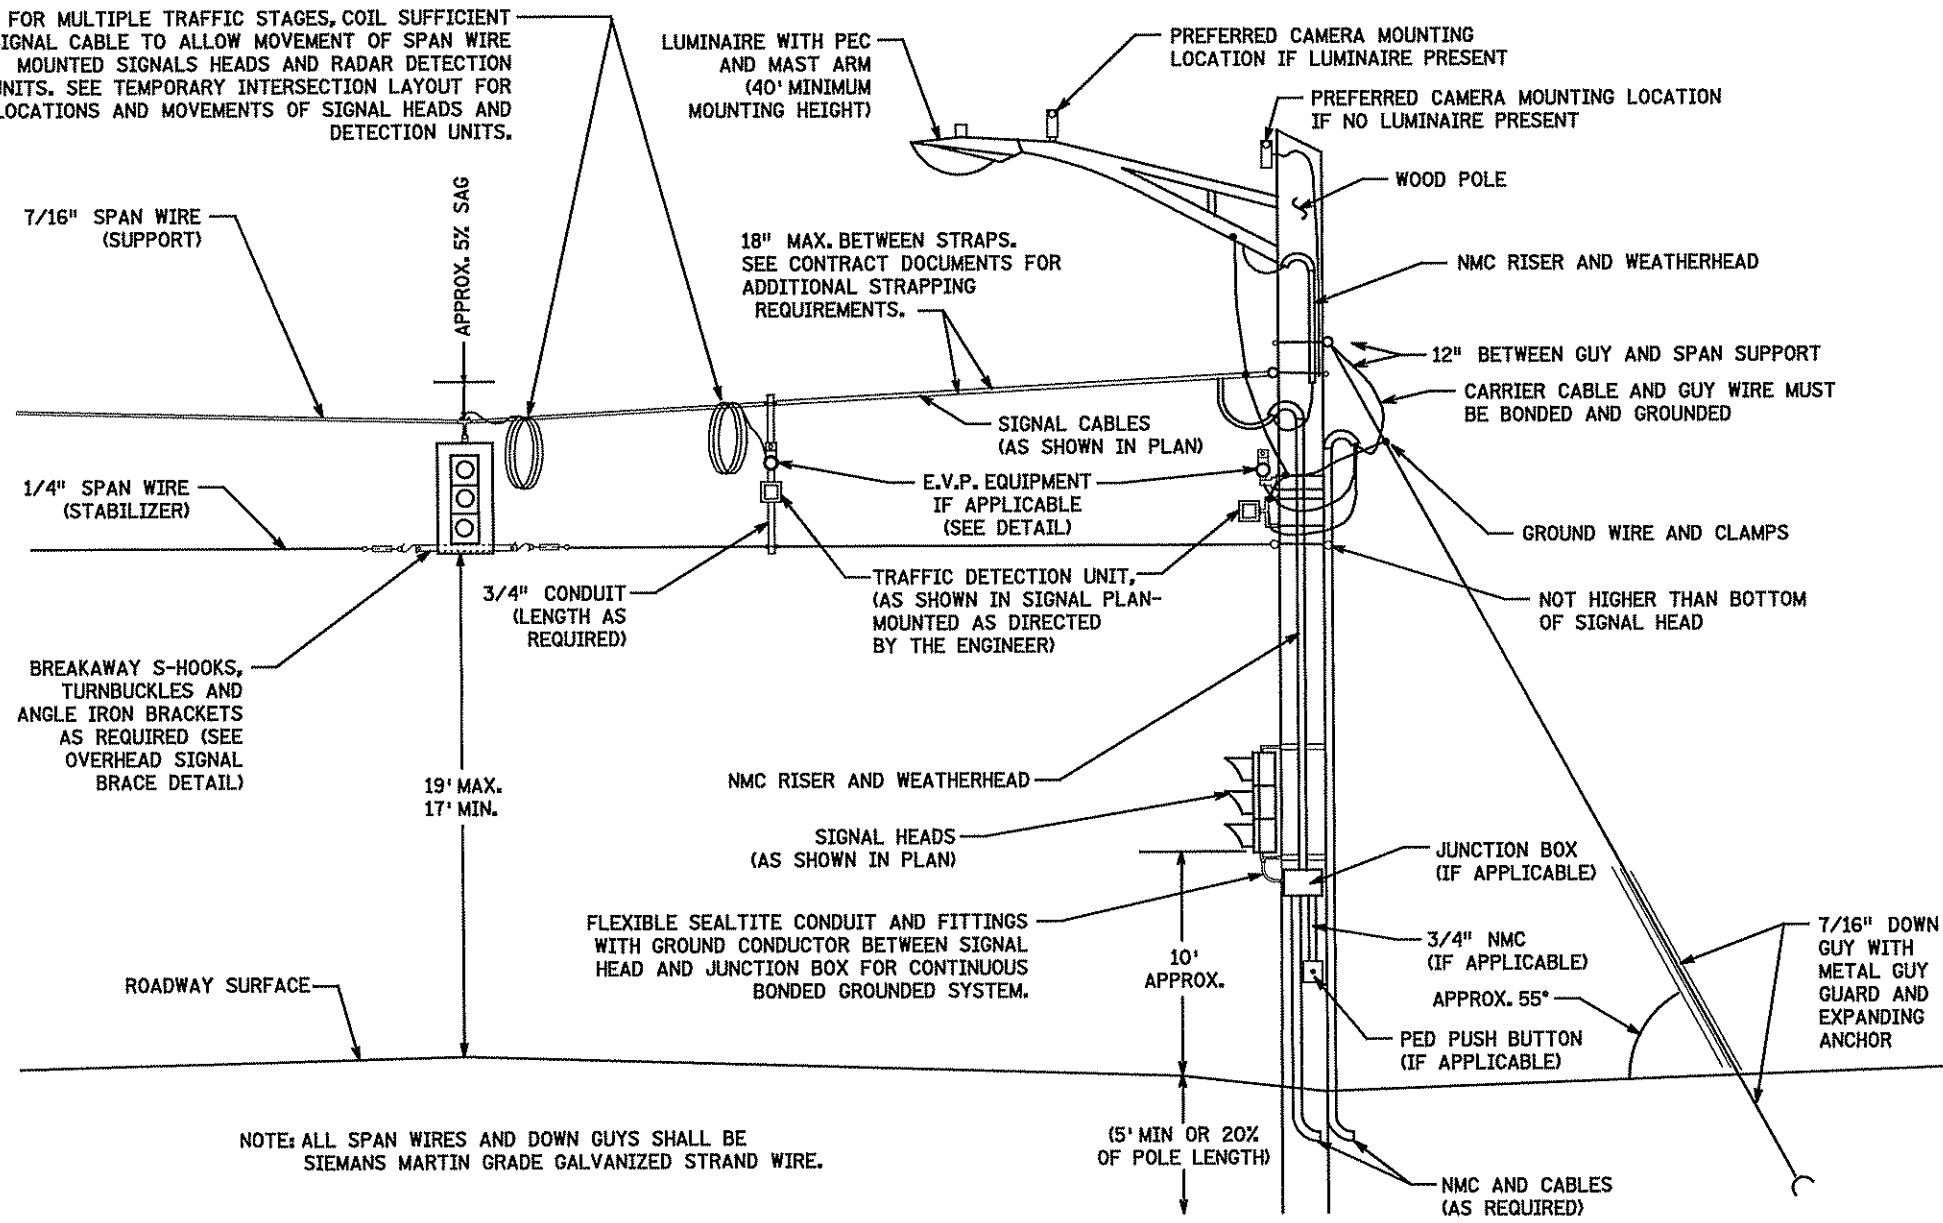 FOR MULTIPLE TRAFFIC STAGES, COIL SUFFICIENT
SIGNAL CABLE TO ALLOW MOVEMENT OF SPAN WIRE
MOUNTED SIGNALS HEADS AND RADAR DETECTION
UNITS. SEE TEMPORARY INTERSECTION LAYOUT FOR
LOCATIONS AND MOVEMENTS OF SIGNAL HEADS AND
DETECTION UNITS.
LUMINAIRE WITH PEC
AND MAST ARM
(40' MINIMUM
MOUNTING HEIGHT)
PREFERRED CAMERA MOUNTING
LOCATION IF LUMINAIRE PRESENT
PREFERRED CAMERA MOUNTING LOCATION
IF NO LUMINAIRE PRESENT
WOOD POLE
7/16" SPAN WIRE
(SUPPORT)
APPROX. 5% SAG
18" MAX. BETWEEN STRAPS.
SEE CONTRACT DOCUMENTS FOR
ADDITIONAL STRAPPING
REQUIREMENTS.
NMC RISER AND WEATHERHEAD
12" BETWEEN GUY AND SPAN SUPPORT
CARRIER CABLE AND GUY WIRE MUST
BE BONDED AND GROUNDED
SIGNAL CABLES
(AS SHOWN IN PLAN)
1/4" SPAN WIRE
(STABILIZER)
E.V.P. EQUIPMENT
IF APPLICABLE
(SEE DETAIL)
GROUND WIRE AND CLAMPS
3/4" CONDUIT
(LENGTH AS
REQUIRED)
TRAFFIC DETECTION UNIT,
(AS SHOWN IN SIGNAL PLAN-
MOUNTED AS DIRECTED
BY THE ENGINEER)
NOT HIGHER THAN BOTTOM
OF SIGNAL HEAD
BREAKAWAY S-HOOKS,
TURNBUCKLES AND
ANGLE IRON BRACKETS
AS REQUIRED (SEE
OVERHEAD SIGNAL
BRACE DETAIL)
19' MAX.
17' MIN.
NMC RISER AND WEATHERHEAD
SIGNAL HEADS
(AS SHOWN IN PLAN)
JUNCTION BOX
(IF APPLICABLE)
FLEXIBLE SEALTITE CONDUIT AND FITTINGS
WITH GROUND CONDUCTOR BETWEEN SIGNAL
HEAD AND JUNCTION BOX FOR CONTINUOUS
BONDED GROUNDED SYSTEM.
10'
APPROX.
3/4" NMC
(IF APPLICABLE)
APPROX. 55°
7/16" DOWN
GUY WITH
METAL GUY
GUARD AND
EXPANDING
ANCHOR
PED PUSH BUTTON
(IF APPLICABLE)
ROADWAY SURFACE
NOTE: ALL SPAN WIRES AND DOWN GUYS SHALL BE
SIEMANS MARTIN GRADE GALVANIZED STRAND WIRE.
(5' MIN OR 20%
OF POLE LENGTH)
NMC AND CABLES
(AS REQUIRED)